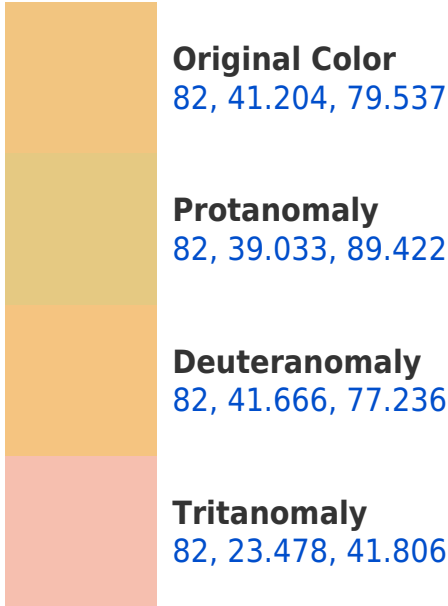 Original Color
82, 41.204, 79.537
Protanomaly
82, 39.033, 89.422
Deuteranomaly
82, 41.666, 77.236
Tritanomaly
82, 23.478, 41.806